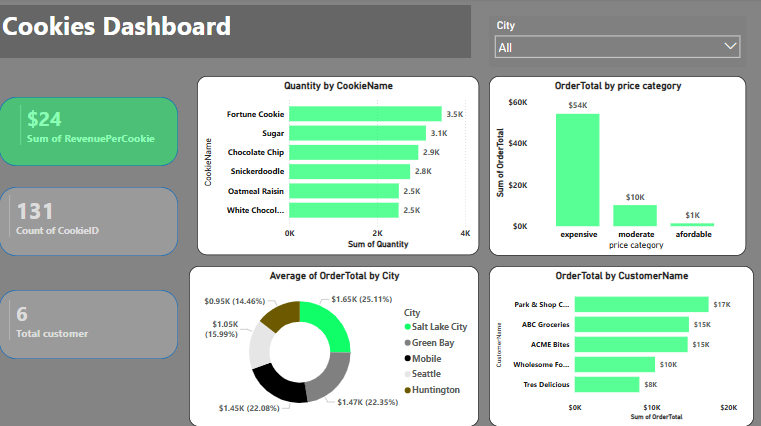 Cookies Dashboard
City
All
$24
Sum of RevenuePerCookie
131
Count of CookieID
6
Total customer
Quantity by CookieName
CookieName
Fortune Cookie 3.5K
Sugar 3.1K
Chocolate Chip 2.9K
Snickerdoodle 2.8K
Oatmeal Raisin 2.5K
White Chocol... 2.5K
0K 2K 4K
Sum of Quantity
OrderTotal by price category
Sum of OrderTotal
$60K
$40K
$20K
$0K
$54K
$10K
$1K
expensive moderate afordable
price category
Average of OrderTotal by City
$0.95K (14.46%)
$1.65K (25.11%)
$1.05K
(15.99%)
$1.45K (22.08%)
$1.47K (22.35%)
City
Salt Lake City
Green Bay
Mobile
Seattle
Huntington
OrderTotal by CustomerName
CustomerName
Park & Shop C... $17K
ABC Groceries $15K
ACME Bites $15K
Wholesome Fo... $10K
Tres Delicious $8K
$0K $10K $20K
Sum of OrderTotal